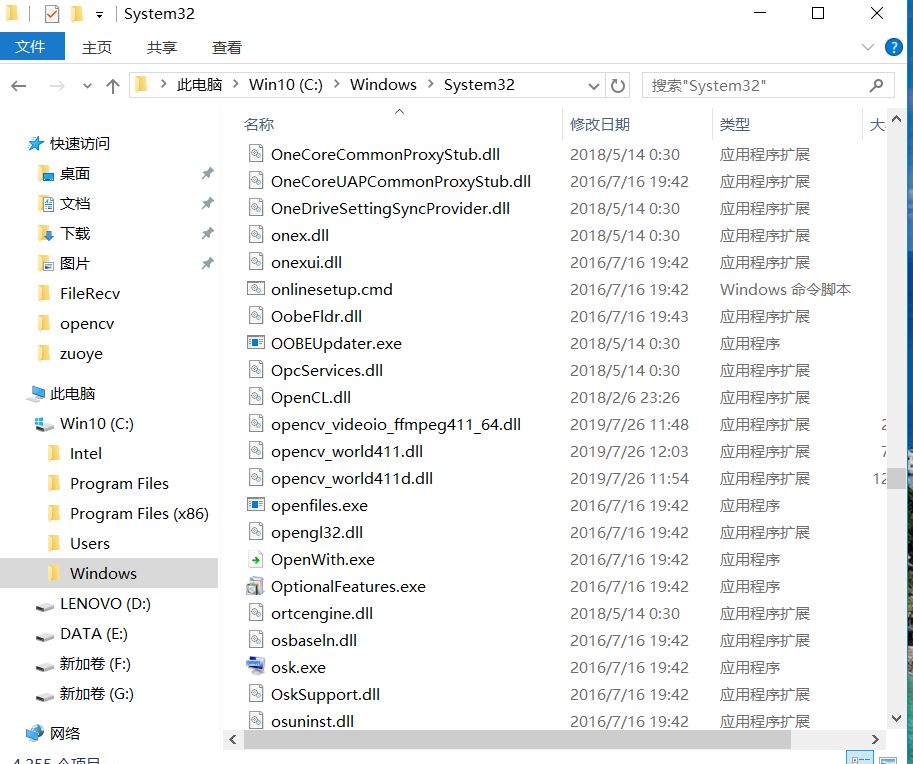 System32
文件 主页 共享 查看
此电脑 Win10 (C:) Windows System32 搜索"System32"
名称 修改日期 类型
快速访问
桌面
文档
下载
图片
FileRecv
opencv
zuoye
此电脑
Win10 (C:)
Intel
Program Files
Program Files (x86)
Users
Windows
LENOVO (D:)
DATA (E:)
新加卷 (F:)
新加卷 (G:)
网络
OneCoreCommonProxyStub.dll 2018/5/14 0:30 应用程序扩展
OneCoreUAPCommonProxyStub.dll 2016/7/16 19:42 应用程序扩展
OneDriveSettingSyncProvider.dll 2018/5/14 0:30 应用程序扩展
onex.dll 2018/5/14 0:30 应用程序扩展
onexui.dll 2016/7/16 19:42 应用程序扩展
onlinesetup.cmd 2016/7/16 19:42 Windows 命令脚本
OobeFldr.dll 2016/7/16 19:43 应用程序扩展
OOBEUpdater.exe 2018/5/14 0:30 应用程序
OpcServices.dll 2018/5/14 0:30 应用程序扩展
OpenCL.dll 2018/2/6 23:26 应用程序扩展
opencv_videoio_ffmpeg411_64.dll 2019/7/26 11:48 应用程序扩展
opencv_world411.dll 2019/7/26 12:03 应用程序扩展
opencv_world411d.dll 2019/7/26 11:54 应用程序扩展 12
openfiles.exe 2016/7/16 19:42 应用程序
opengl32.dll 2016/7/16 19:42 应用程序扩展
OpenWith.exe 2016/7/16 19:42 应用程序
OptionalFeatures.exe 2016/7/16 19:42 应用程序
ortcengine.dll 2018/5/14 0:30 应用程序扩展
osbaseln.dll 2016/7/16 19:42 应用程序扩展
osk.exe 2016/7/16 19:42 应用程序
OskSupport.dll 2016/7/16 19:42 应用程序扩展
osuninst.dll 2016/7/16 19:42 应用程序扩展
4,255 个项目